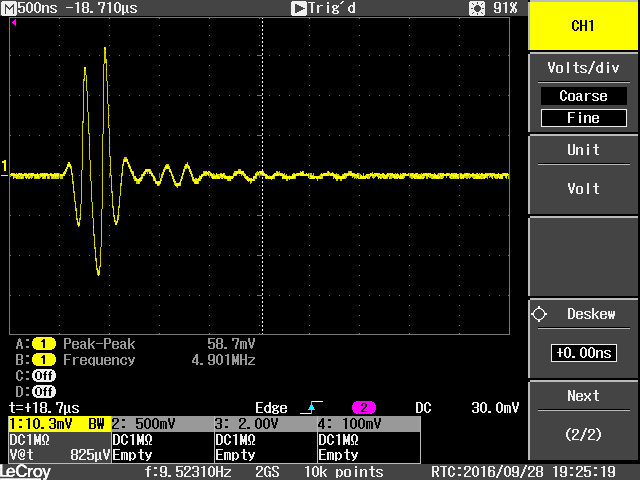 M 500ns -18.710µs Trig'd 91%
CH1
Volts/div
Coarse
Fine
Unit
Volt
1
Deskew
+0.00ns
A: 1 Peak-Peak 58.7mV
B: 1 Frequency 4.901MHz
C: Off
D: Off
Next
(2/2)
t=+18.7µs Edge 2 DC 30.0mV
1:10.3mV BW 2: 500mV 3: 2.00V 4: 100mV
DC1MΩ DC1MΩ DC1MΩ DC1MΩ
V@t 825µV Empty Empty Empty
LeCroy f:9.52310Hz 2GS 10k points RTC:2016/09/28 19:25:19